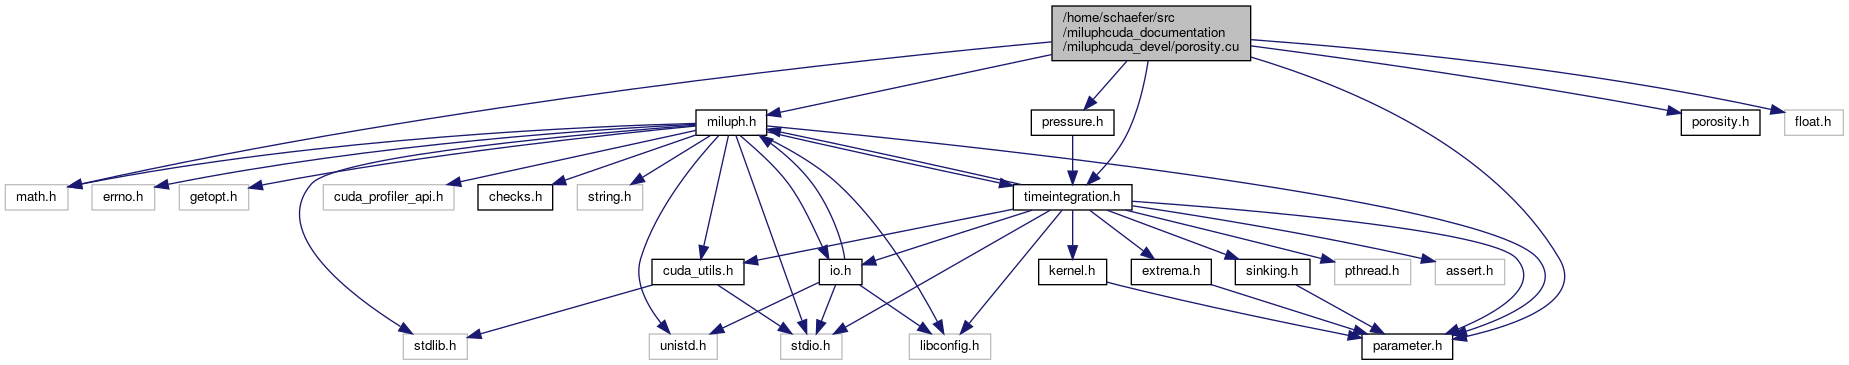 /home/schaefer/src
/miluphcuda_documentation
/miluphcuda_devel/porosity.cu
miluph.h
pressure.h
porosity.h
float.h
math.h
errno.h
getopt.h
cuda_profiler_api.h
checks.h
string.h
timeintegration.h
cuda_utils.h
io.h
kernel.h
extrema.h
sinking.h
pthread.h
assert.h
stdlib.h
unistd.h
stdio.h
libconfig.h
parameter.h